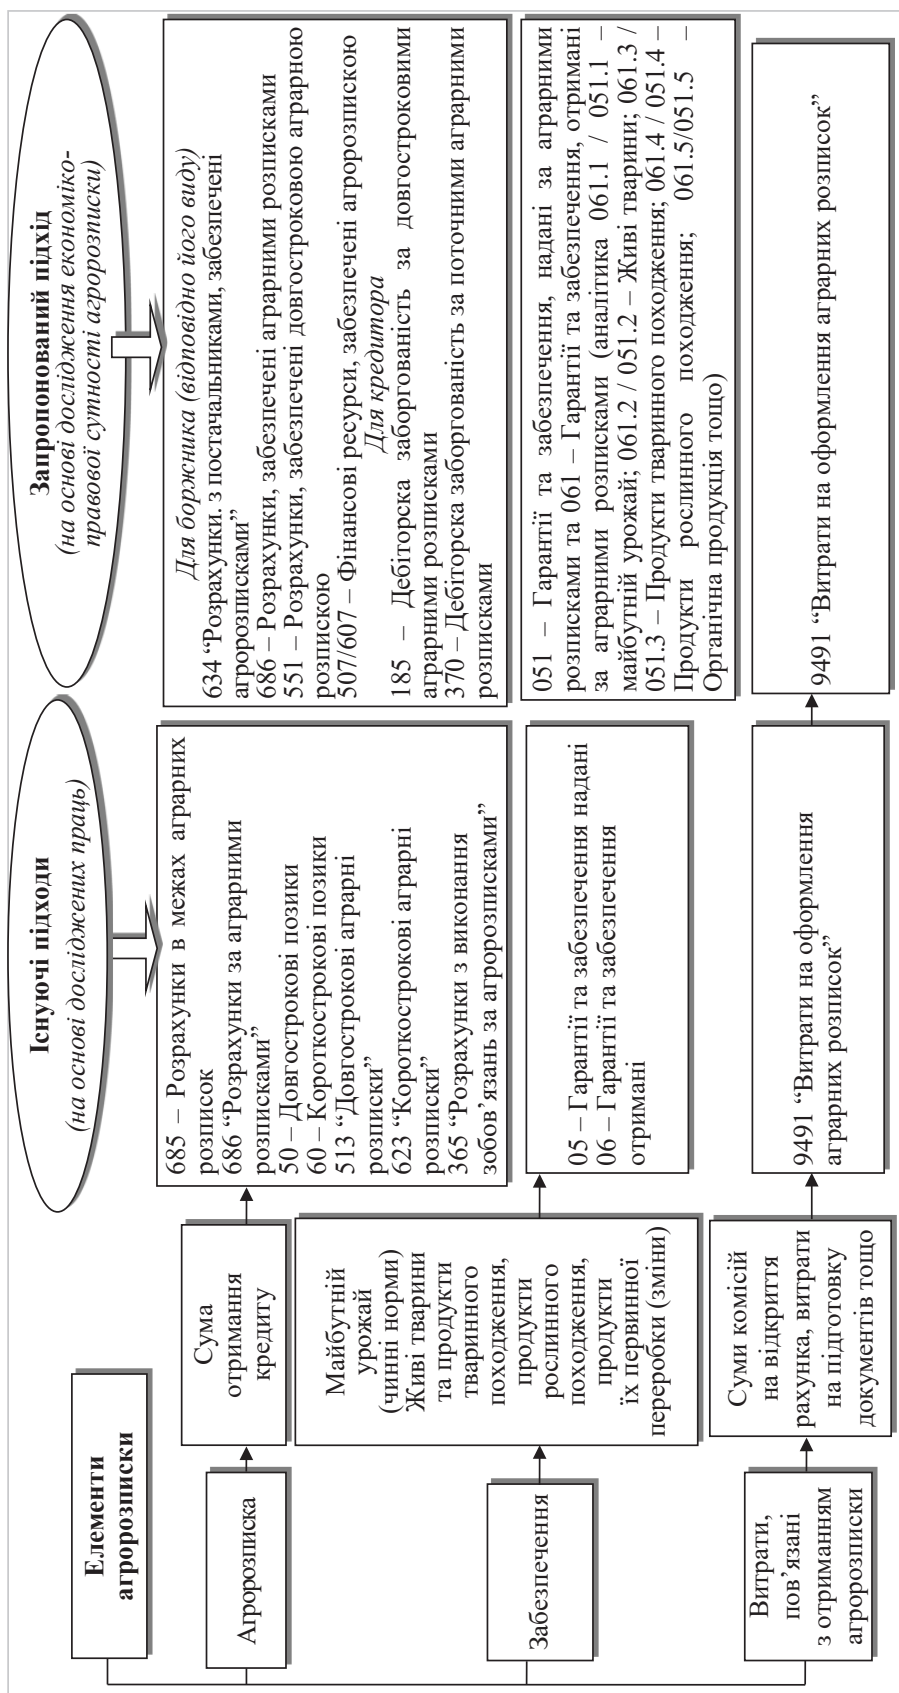 Елементи
агророзписки
Існуючі підходи
(на основі досліджених праць)
Запропонований підхід
(на основі дослідження економіко-
правової сутності агророзписки)
Агророзписка
Сума
отримання
кредиту
685 – Розрахунки в межах аграрних
розписок
686 “Розрахунки за аграрними
розписками”
50 – Довгострокові позики
60 – Короткострокові позики
513 “Довгострокові аграрні
розписки”
623 “Короткострокові аграрні
розписки”
365 “Розрахунки з виконання
зобов’язань за агророзписками”
Для боржника (відповідно його виду)
634 “Розрахунки. з постачальниками, забезпечені
агророзписками”
686 – Розрахунки, забезпечені аграрними розписками
551 – Розрахунки, забезпечені довгостроковою аграрною
розпискою
507/607 – Фінансові ресурси, забезпечені агророзпискою
Для кредитора
185 – Дебіторська заборгованість за довгостроковими
аграрними розписками
370 – Дебіторська заборгованість за поточними аграрними
розписками
Забезпечення
Майбутній
урожай
(чинні норми)
Живі тварини
та продукти
тваринного
походження,
продукти
рослинного
походження,
продукти
їх первинної
переробки (зміни)
05 – Гарантії та забезпечення надані
06 – Гарантії та забезпечення
отримані
051 – Гарантії та забезпечення, надані за аграрними
розписками та 061 – Гарантії та забезпечення, отримані
за аграрними розписками (аналітика 061.1 / 051.1 –
майбутній урожай; 061.2 / 051.2 – Живі тварини; 061.3 /
051.3 – Продукти тваринного походження; 061.4 / 051.4 –
Продукти рослинного походження; 061.5/051.5 –
Органічна продукція тощо)
Витрати,
пов’язані
з отриманням
агророзписки
Суми комісій
на відкриття
рахунка, витрати
на підготовку
документів тощо
9491 “Витрати на оформлення
аграрних розписок”
9491 “Витрати на оформлення аграрних розписок”